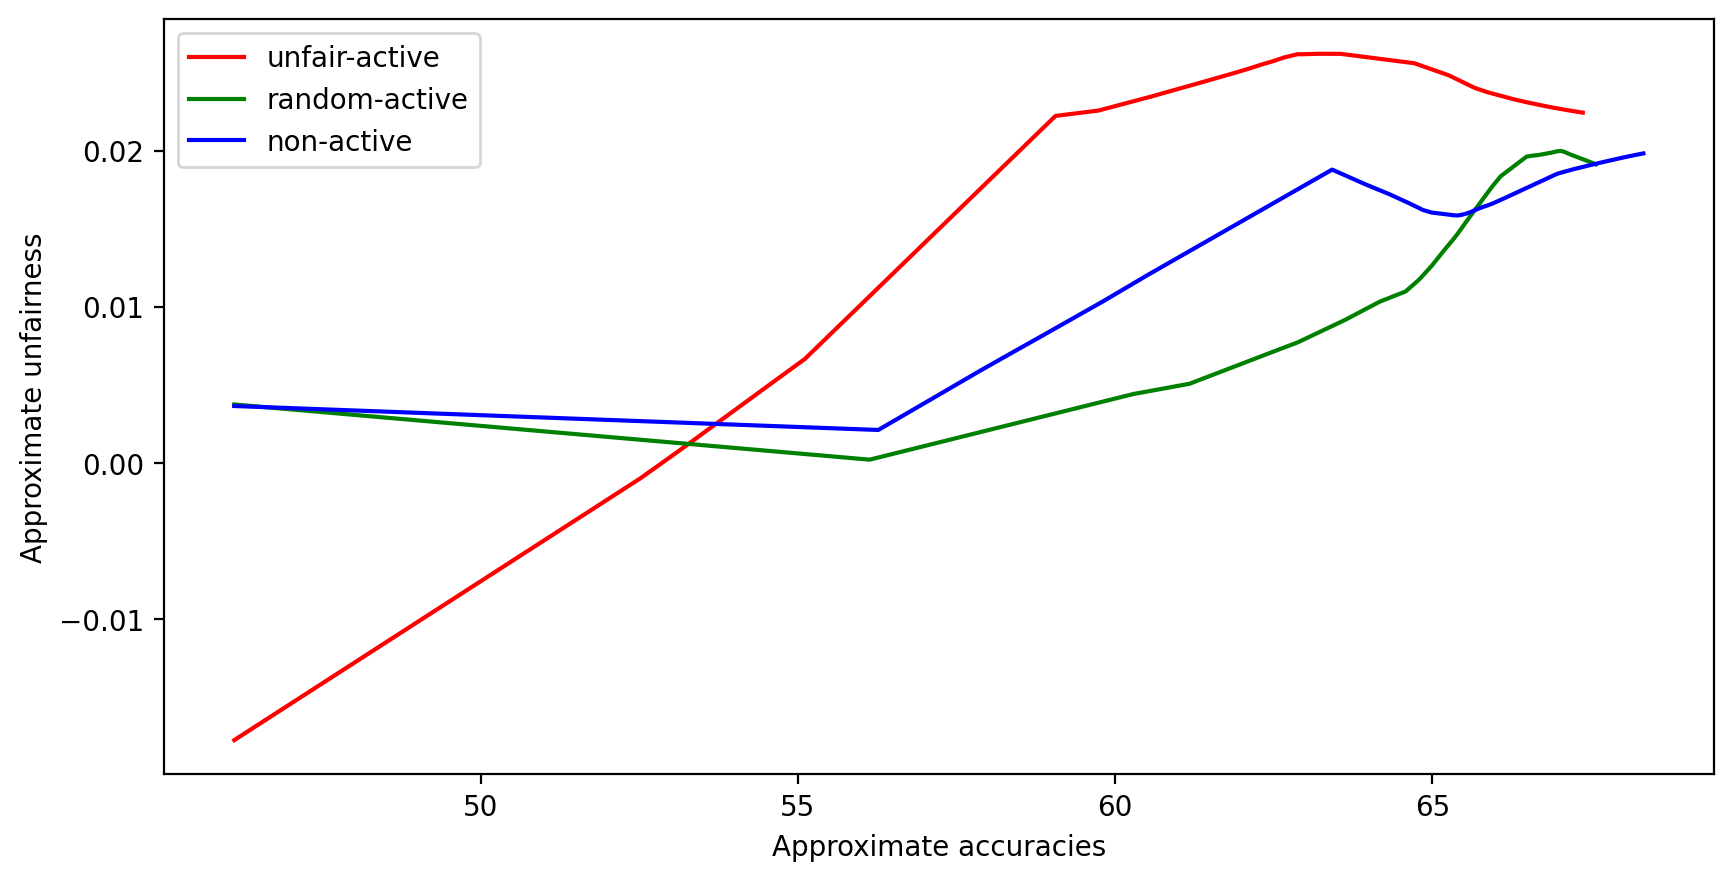 unfair-active
random-active
non-active
Approximate unfairness
0.02
0.01
0.00
−0.01
50
55
60
65
Approximate accuracies